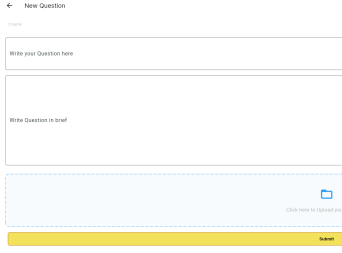 New Question
Write your Question here
Write Question in brief
Click Here to Upload
Submit